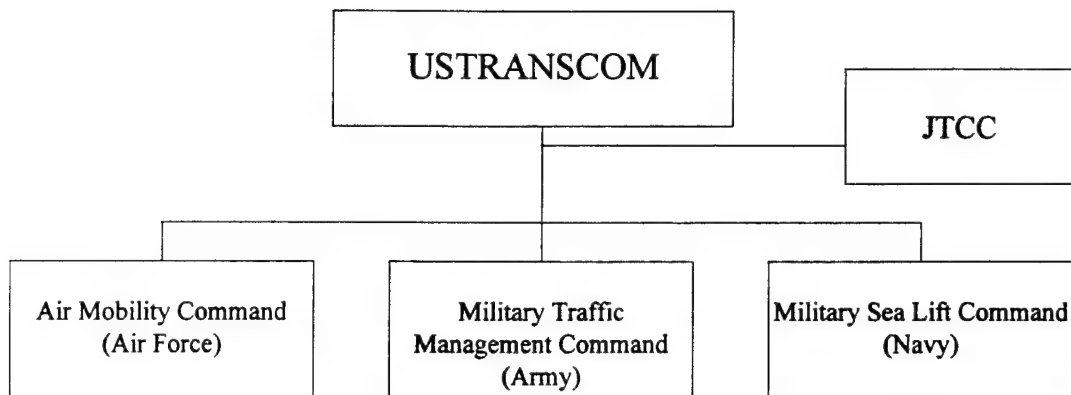 USTRANSCOM
JTCC
Air Mobility Command
(Air Force)
Military Traffic
Management Command
(Army)
Military Sea Lift Command
(Navy)